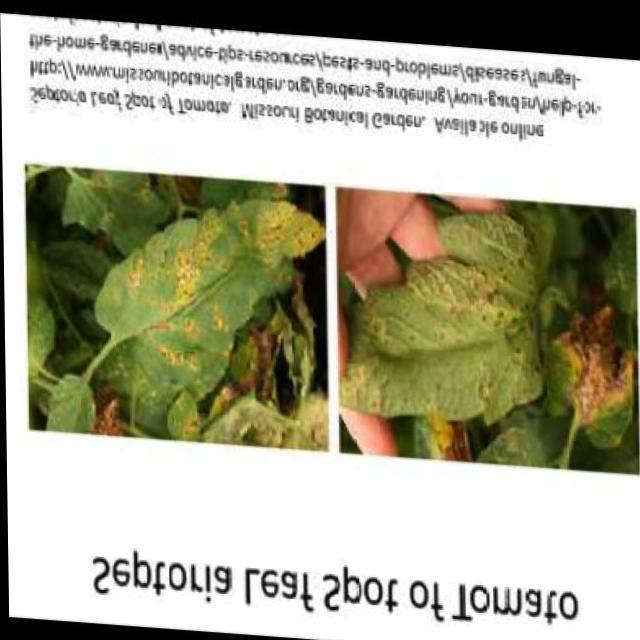 Septoria Leaf Spot of Tomato
Septoria Leaf Spot of Tomato. Missouri Botanical Garden. Available online
http://www.missouribotanicalgarden.org/gardens-gardening/your-garden/help-for-
the-home-gardener/advice-tips-resources/pests-and-problems/diseases/fungal-